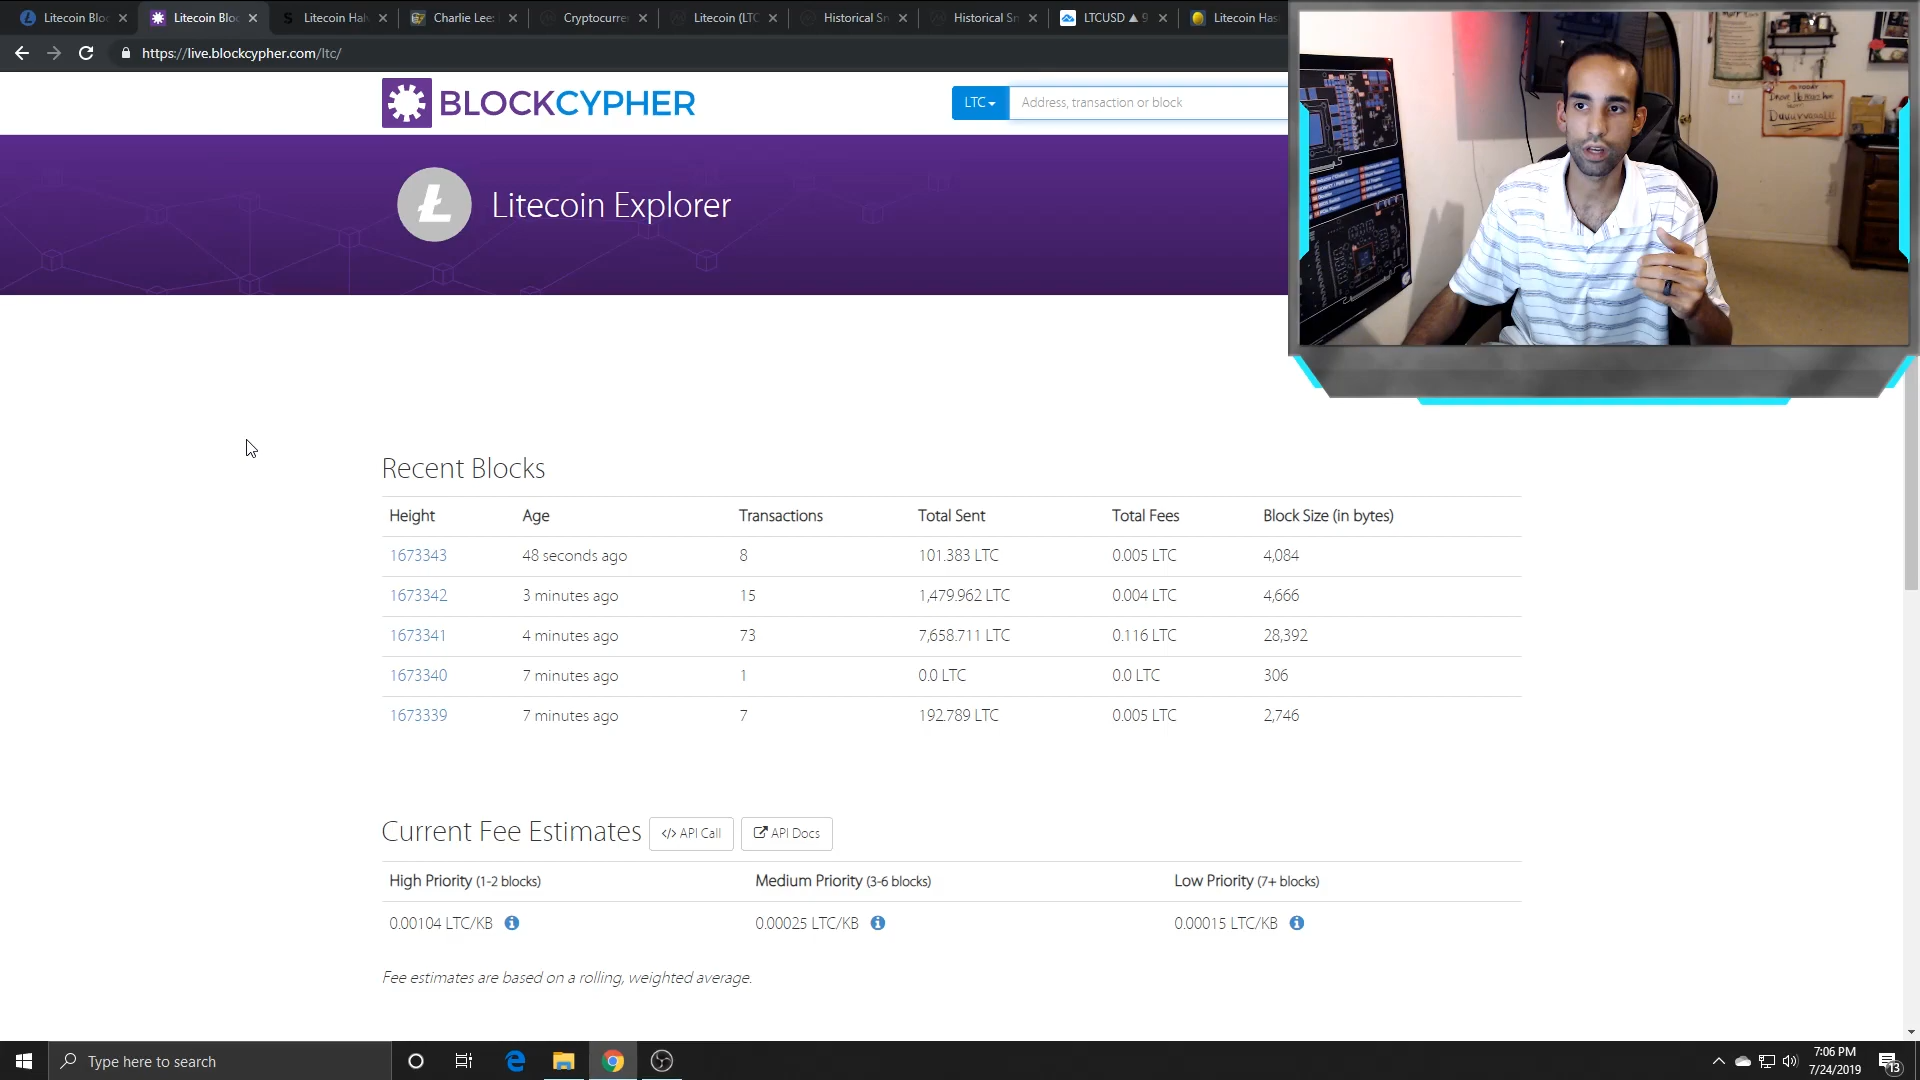 Litecoin Bloc
Litecoin Bloc
Litecoin Hal
Charlie Lee:
Cryptocurre
Litecoin (LTC
Historical Sn
Historical Sn
LTCUSD ▲ 9
Litecoin Has
https://live.blockcypher.com/ltc/
BLOCKCYPHER
LTC
Address, transaction or block
Litecoin Explorer
Recent Blocks
Height Age Transactions Total Sent Total Fees Block Size (in bytes)
1673343 48 seconds ago 8 101.383 LTC 0.005 LTC 4,084
1673342 3 minutes ago 15 1,479.962 LTC 0.004 LTC 4,666
1673341 4 minutes ago 73 7,658.711 LTC 0.116 LTC 28,392
1673340 7 minutes ago 1 0.0 LTC 0.0 LTC 306
1673339 7 minutes ago 7 192.789 LTC 0.005 LTC 2,746
Current Fee Estimates </> API Call API Docs
High Priority (1-2 blocks) Medium Priority (3-6 blocks) Low Priority (7+ blocks)
0.00104 LTC/KB 0.00025 LTC/KB 0.00015 LTC/KB
Fee estimates are based on a rolling, weighted average.
Type here to search
7:06 PM
7/24/2019
13